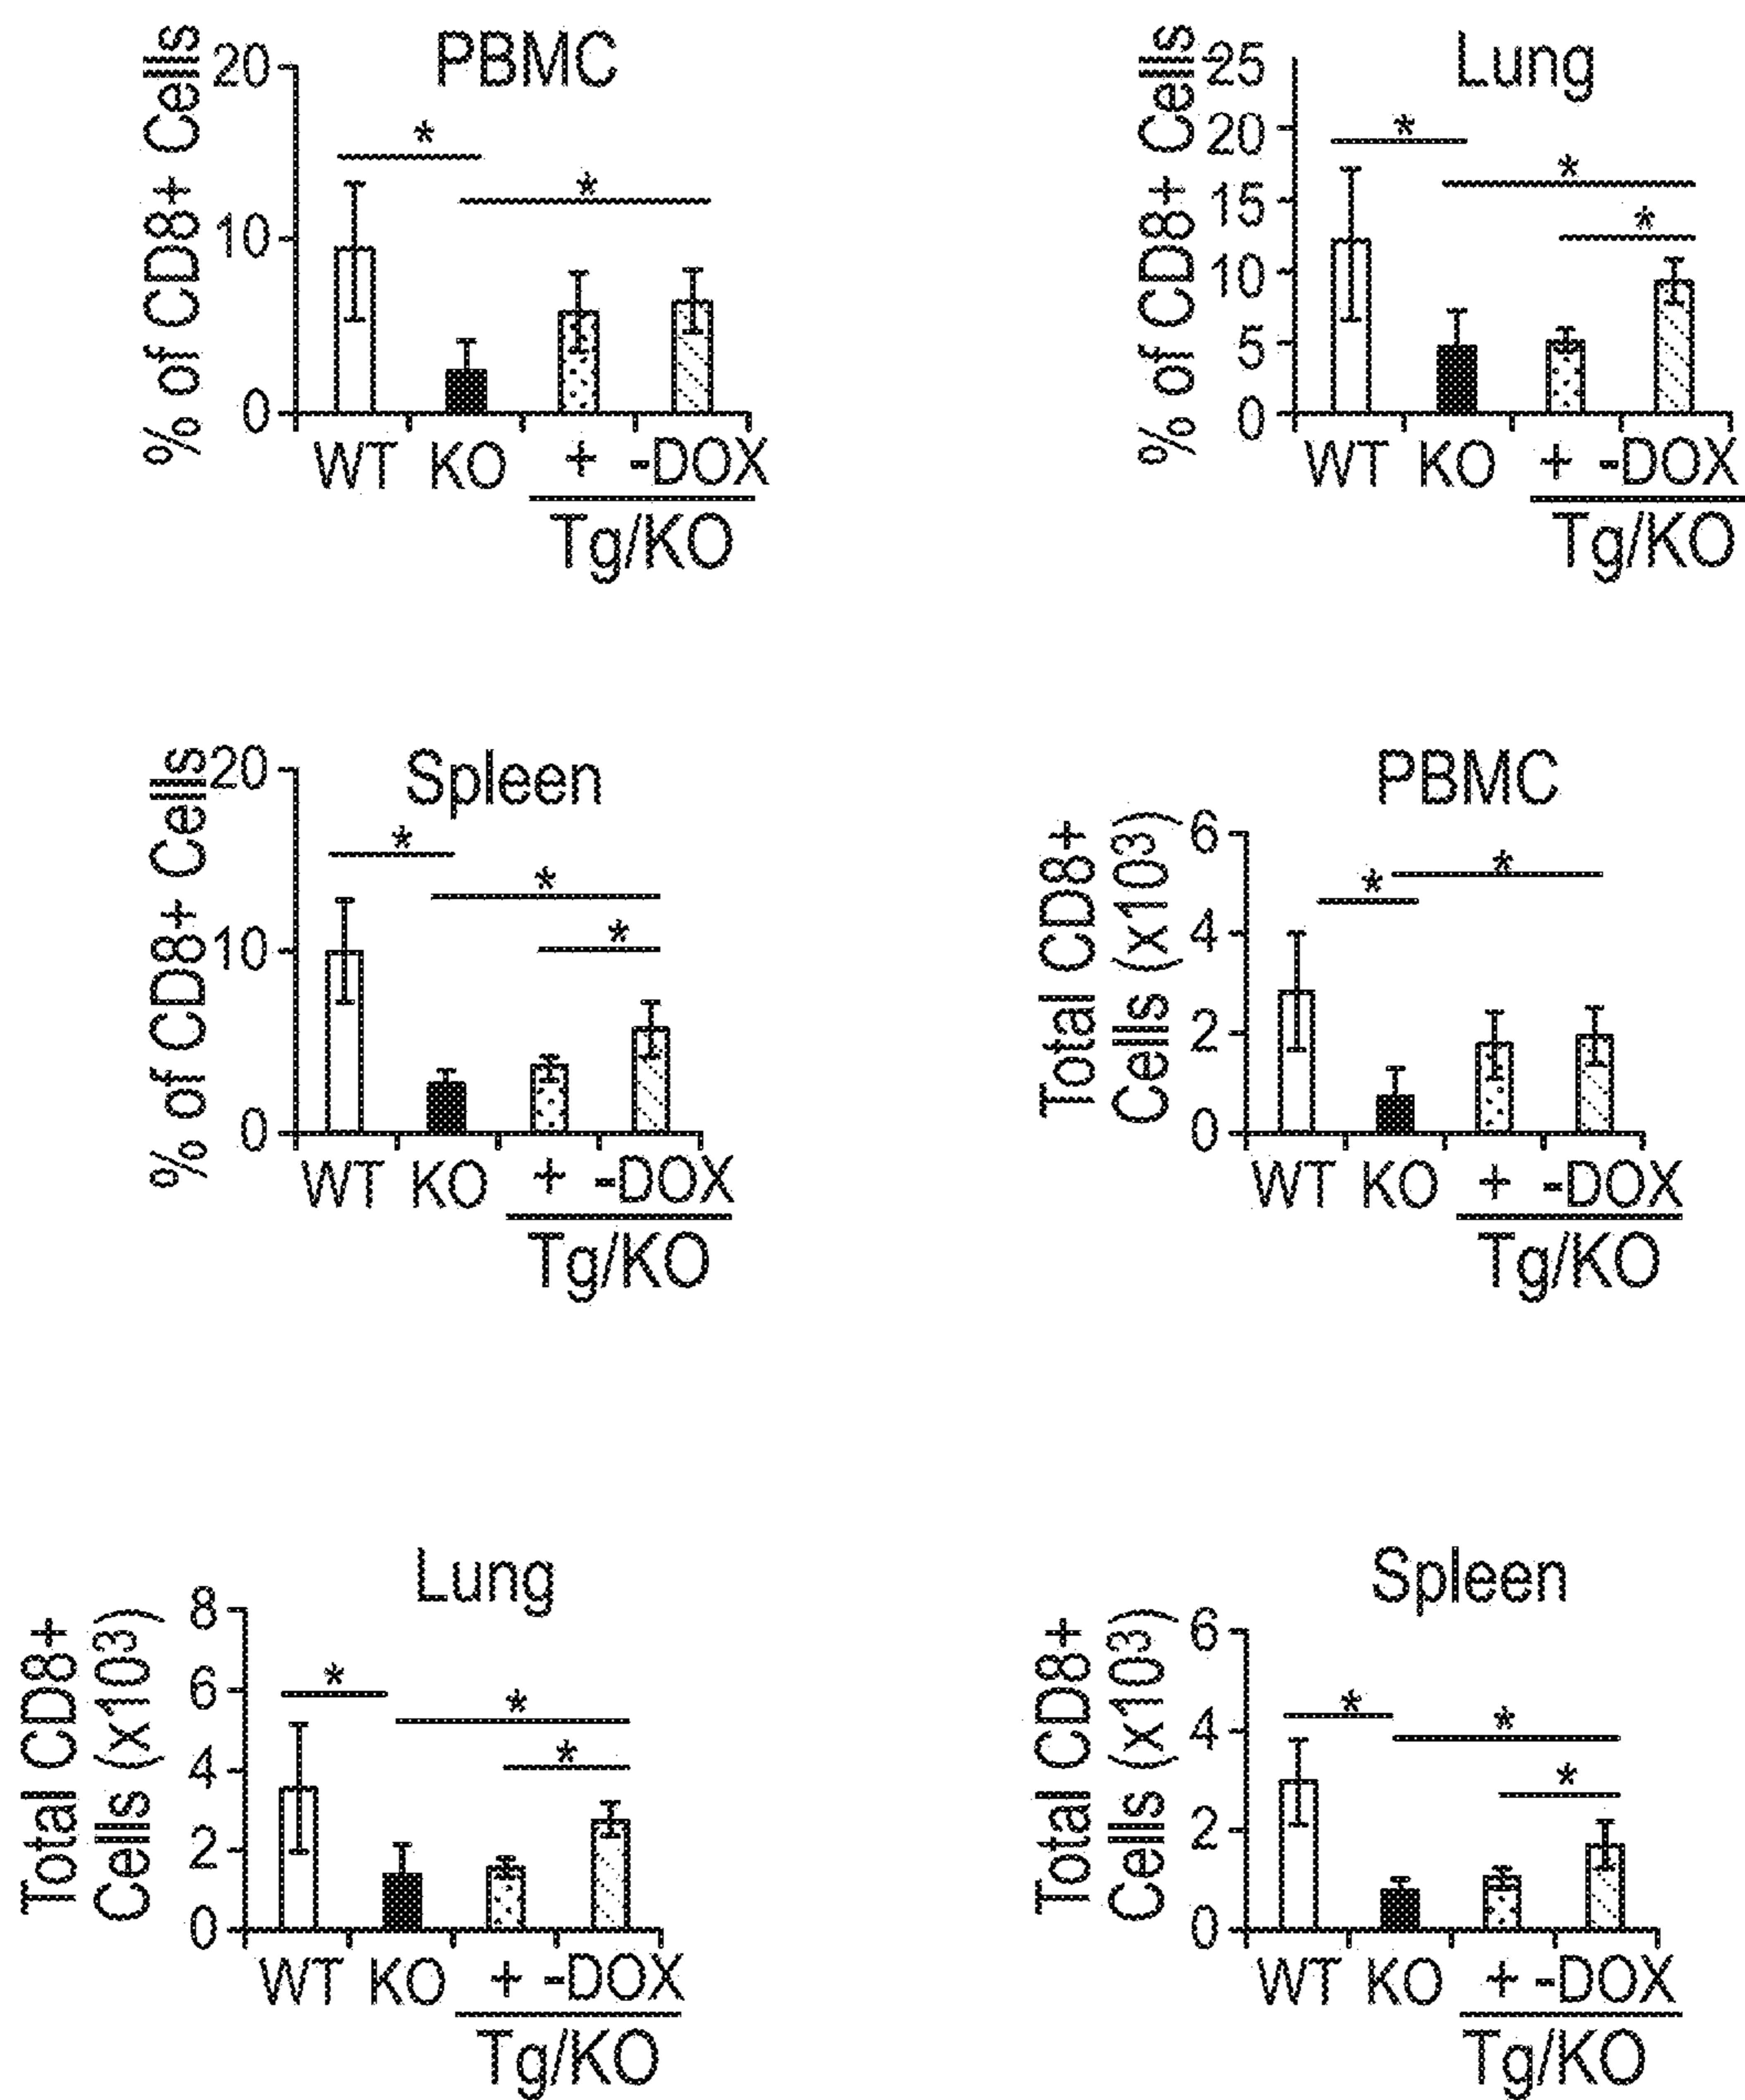 PBMC
% of CD8+ Cells
20
10
0
*
*
WT KO + -DOX
Tg/KO
Lung
% of CD8+ Cells
25
20
15
10
5
0
*
*
*
WT KO + -DOX
Tg/KO
Spleen
% of CD8+ Cells
20
10
0
*
*
*
WT KO + -DOX
Tg/KO
PBMC
Total CD8+
Cells (x10³)
6
4
2
0
*
*
WT KO + -DOX
Tg/KO
Lung
Total CD8+
Cells (x10³)
8
6
4
2
0
*
*
*
WT KO + -DOX
Tg/KO
Spleen
Total CD8+
Cells (x10³)
6
4
2
0
*
*
*
WT KO + -DOX
Tg/KO